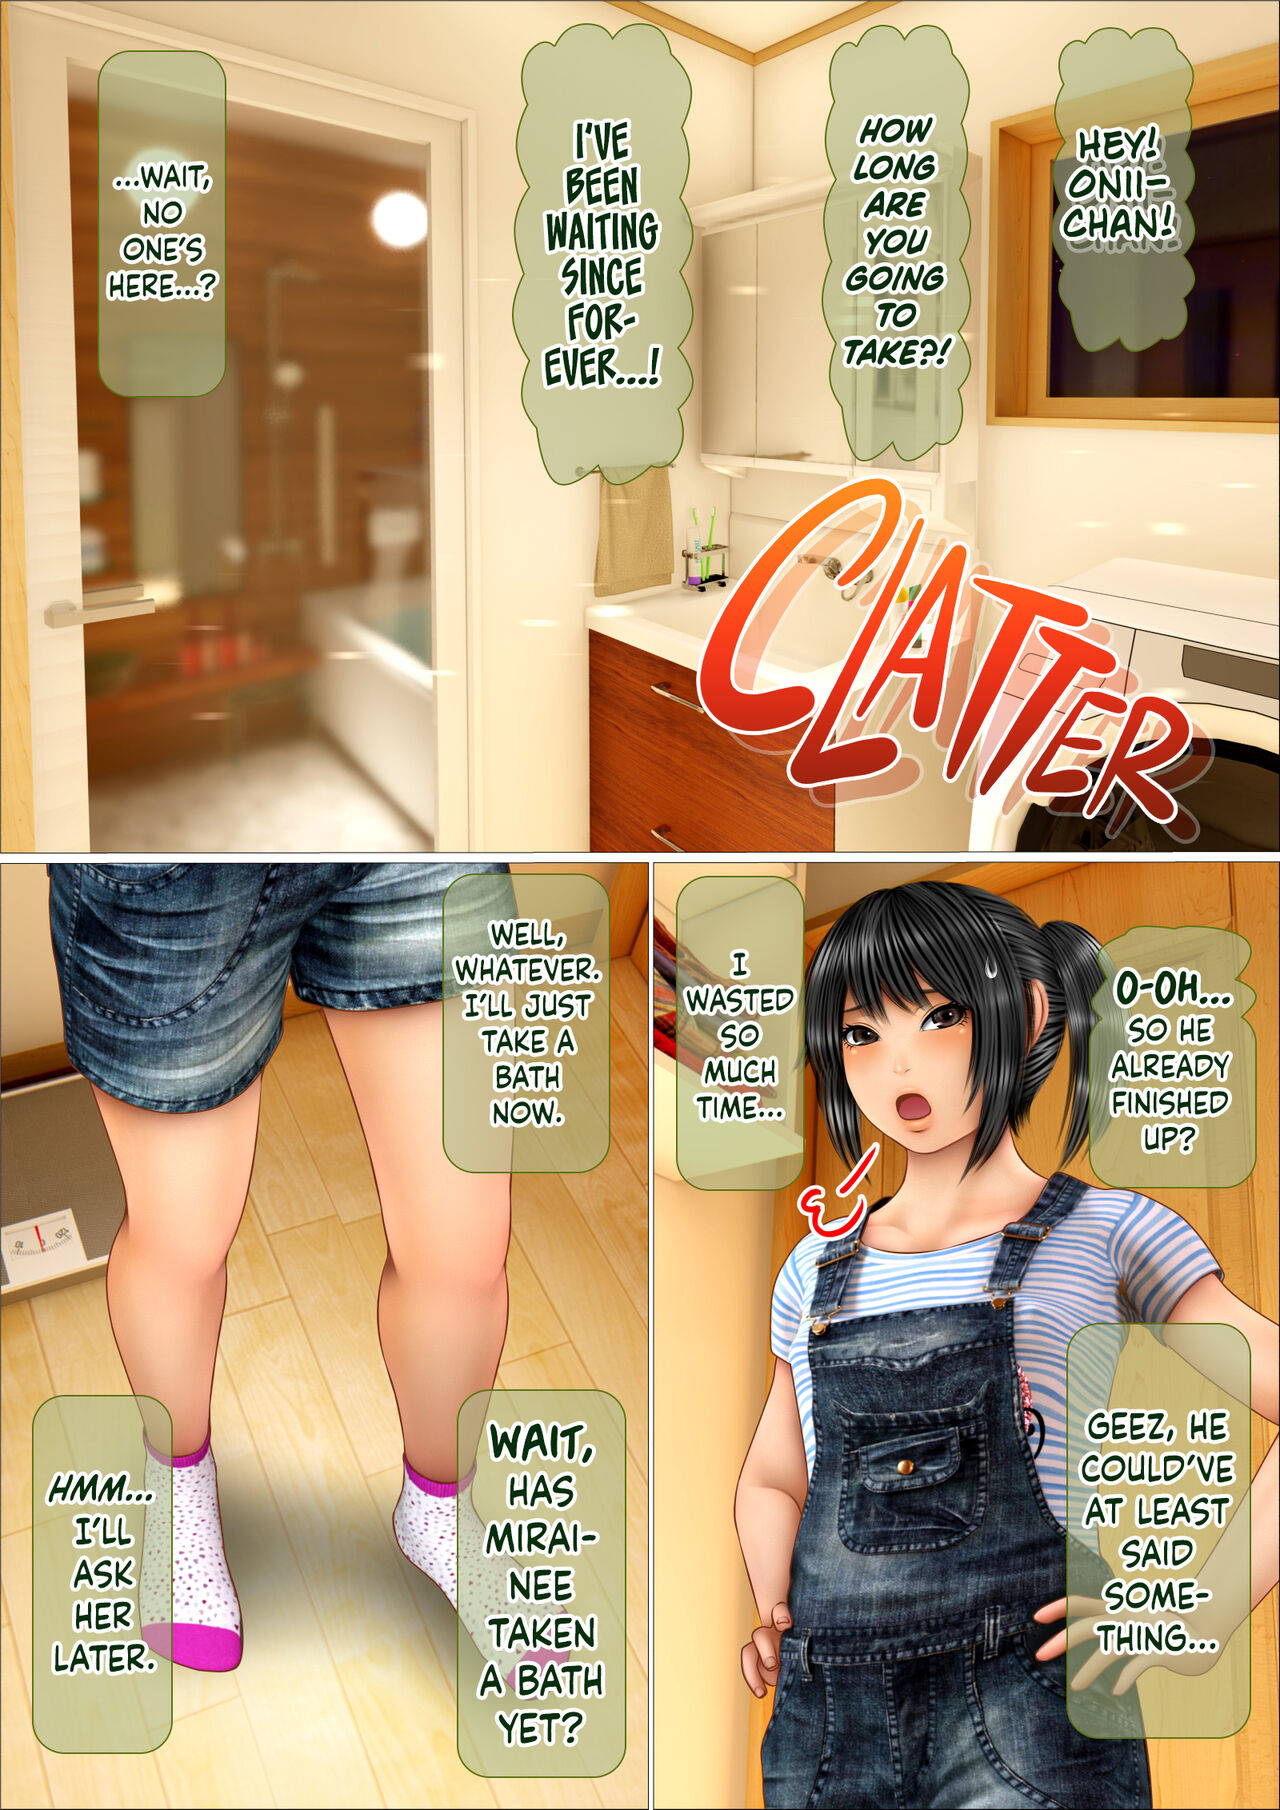 HEY!
ONII-
CHAN!
HOW
LONG
ARE
YOU
GOING
TO
TAKE?!
I'VE
BEEN
WAITING
SINCE
FOR-
EVER...!
...WAIT,
NO
ONE'S
HERE...?
CLATTER
O-OH...
SO HE
ALREADY
FINISHED
UP?
I
WASTED
SO
MUCH
TIME...
GEEZ, HE
COULD'VE
AT LEAST
SAID
SOME-
THING...
WELL,
WHATEVER.
I'LL JUST
TAKE A
BATH
NOW.
WAIT,
HAS
MIRAI-
NEE
TAKEN
A BATH
YET?
HMM...
I'LL
ASK
HER
LATER.